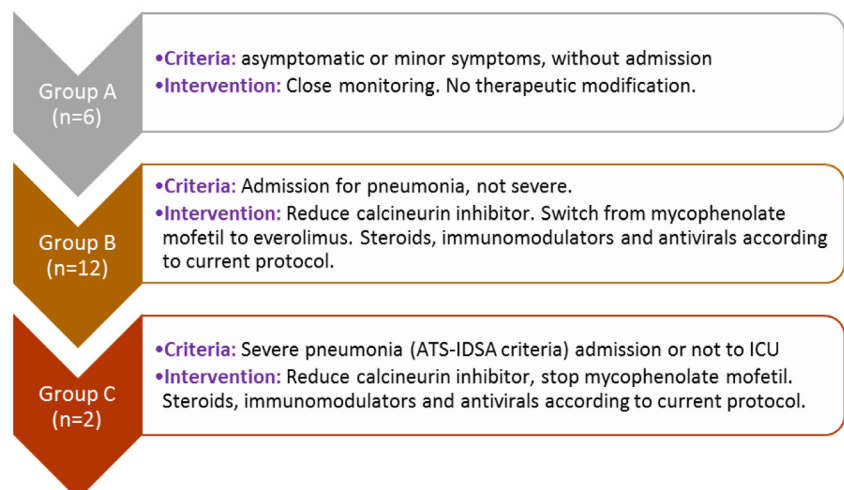 Group A
(n=6)
•Criteria: asymptomatic or minor symptoms, without admission
•Intervention: Close monitoring. No therapeutic modification.
Group B
(n=12)
•Criteria: Admission for pneumonia, not severe.
•Intervention: Reduce calcineurin inhibitor. Switch from mycophenolate
mofetil to everolimus. Steroids, immunomodulators and antivirals according
to current protocol.
Group C
(n=2)
•Criteria: Severe pneumonia (ATS-IDSA criteria) admission or not to ICU
•Intervention: Reduce calcineurin inhibitor, stop mycophenolate mofetil.
Steroids, immunomodulators and antivirals according to current protocol.